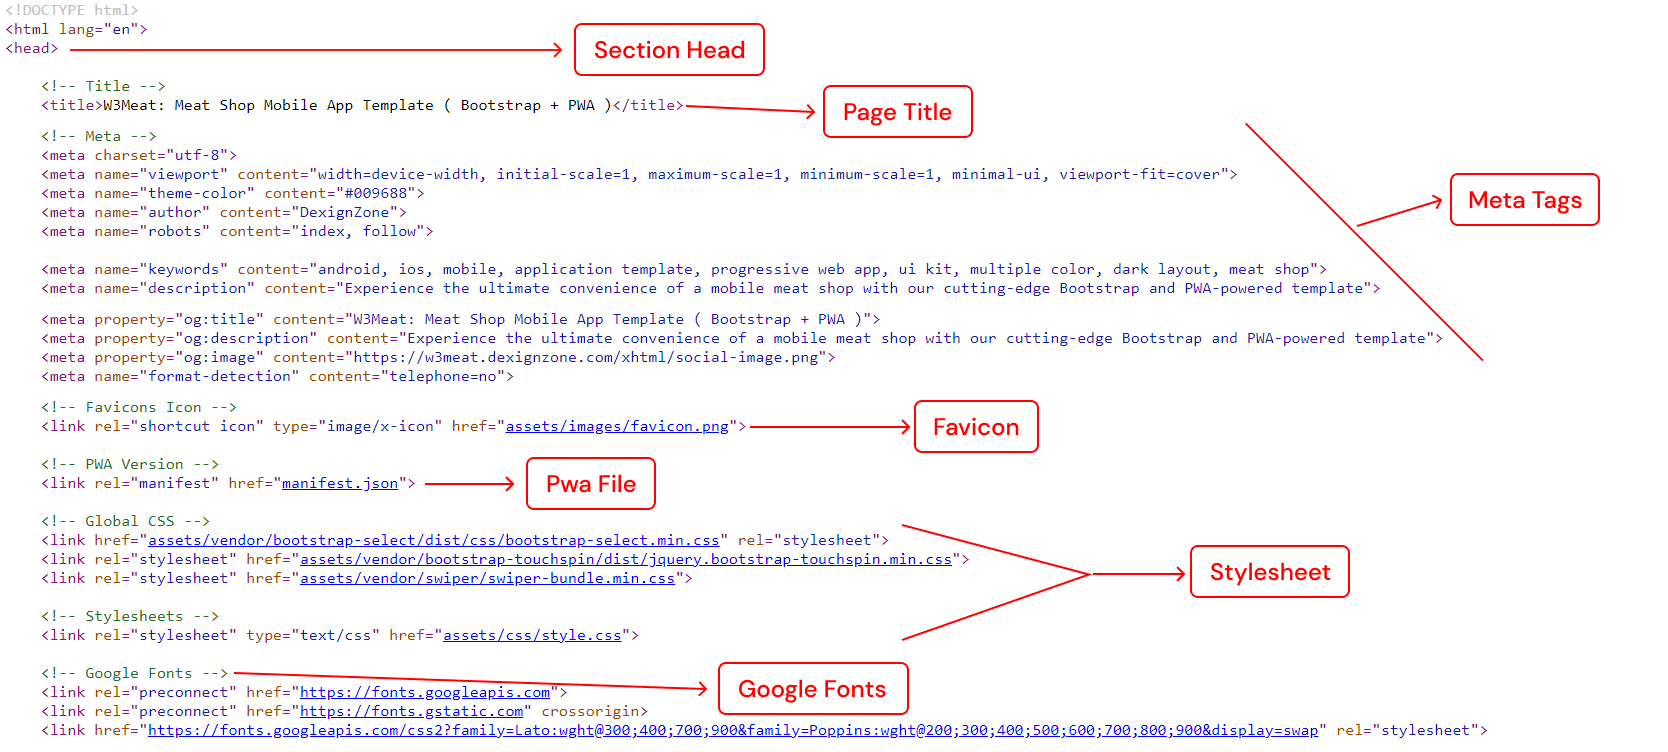 <!DOCTYPE html>
<html lang="en">
<head>
Section Head
<!-- Title -->
<title>W3Meat: Meat Shop Mobile App Template ( Bootstrap + PWA )</title>
Page Title
<!-- Meta -->
<meta charset="utf-8">
<meta name="viewport" content="width=device-width, initial-scale=1, maximum-scale=1, minimum-scale=1, minimal-ui, viewport-fit=cover">
<meta name="theme-color" content="#009688">
<meta name="author" content="DexignZone">
<meta name="robots" content="index, follow">
Meta Tags
<meta name="keywords" content="android, ios, mobile, application template, progressive web app, ui kit, multiple color, dark layout, meat shop">
<meta name="description" content="Experience the ultimate convenience of a mobile meat shop with our cutting-edge Bootstrap and PWA-powered template">
<meta property="og:title" content="W3Meat: Meat Shop Mobile App Template ( Bootstrap + PWA )">
<meta property="og:description" content="Experience the ultimate convenience of a mobile meat shop with our cutting-edge Bootstrap and PWA-powered template">
<meta property="og:image" content="https://w3meat.dexignzone.com/xhtml/social-image.png">
<meta name="format-detection" content="telephone=no">
<!-- Favicons Icon -->
<link rel="shortcut icon" type="image/x-icon" href="assets/images/favicon.png">
Favicon
<!-- PWA Version -->
<link rel="manifest" href="manifest.json">
Pwa File
<!-- Global CSS -->
<link href="assets/vendor/bootstrap-select/dist/css/bootstrap-select.min.css" rel="stylesheet">
<link rel="stylesheet" href="assets/vendor/bootstrap-touchspin/dist/jquery.bootstrap-touchspin.min.css">
<link rel="stylesheet" href="assets/vendor/swiper/swiper-bundle.min.css">
Stylesheet
<!-- Stylesheets -->
<link rel="stylesheet" type="text/css" href="assets/css/style.css">
<!-- Google Fonts -->
Google Fonts
<link rel="preconnect" href="https://fonts.googleapis.com">
<link rel="preconnect" href="https://fonts.gstatic.com" crossorigin>
<link href="https://fonts.googleapis.com/css2?family=Lato:wght@300;400;700;900&family=Poppins:wght@200;300;400;500;600;700;800;900&display=swap" rel="stylesheet">